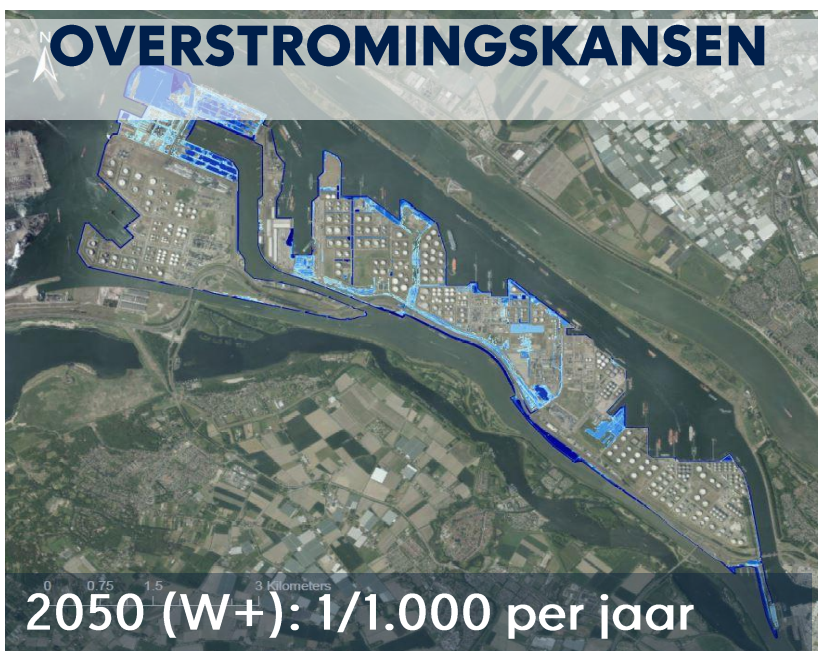 OVERSTROMINGSKANSEN
N
0 0.75 1.5 3 Kilometers
2050 (W+): 1/1.000 per jaar